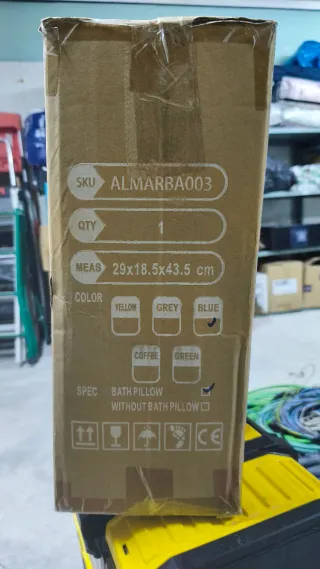 SKU ALMARBA003
QTY 1
MEAS 29x18.5x43.5 cm
COLOR
YELLOW GREY BLUE
COFFEE GREEN
SPEC BATH PILLOW
WITHOUT BATH PILLOW
CE